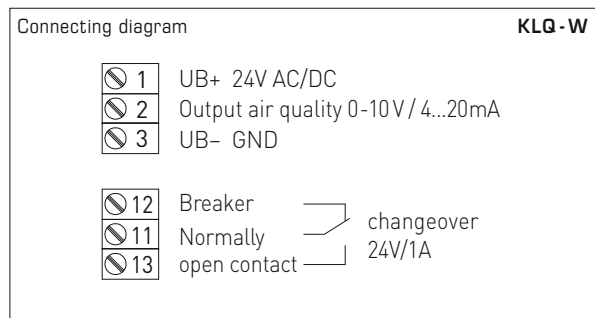 Connecting diagram KLQ-W
1 UB+ 24V AC/DC
2 Output air quality 0-10V / 4...20mA
3 UB– GND
12 Breaker
changeover
11 Normally
24V/1A
13 open contact